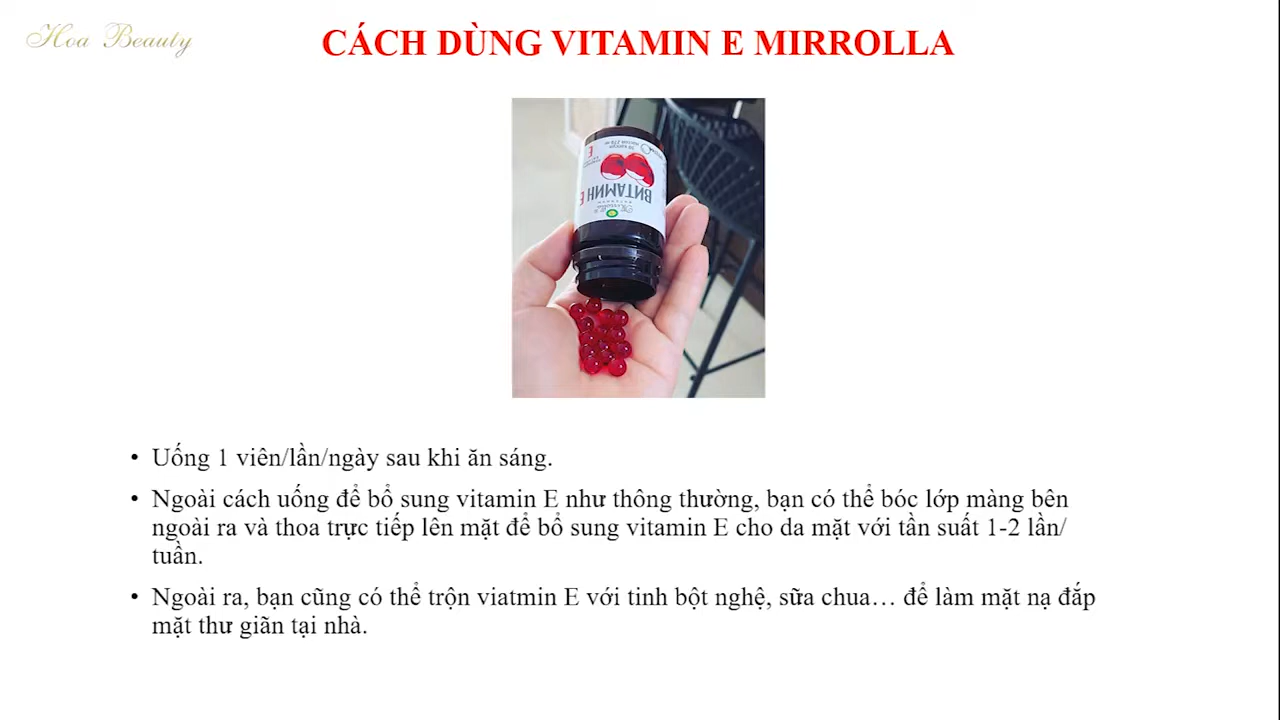 Hoa Beauty
CÁCH DÙNG VITAMIN E MIRROLLA
ВИТАМИН E
E
• Uống 1 viên/lần/ngày sau khi ăn sáng.
• Ngoài cách uống để bổ sung vitamin E như thông thường, bạn có thể bóc lớp màng bên
ngoài ra và thoa trực tiếp lên mặt để bổ sung vitamin E cho da mặt với tần suất 1-2 lần/
tuần.
• Ngoài ra, bạn cũng có thể trộn viatmin E với tinh bột nghệ, sữa chua… để làm mặt nạ đắp
mặt thư giãn tại nhà.